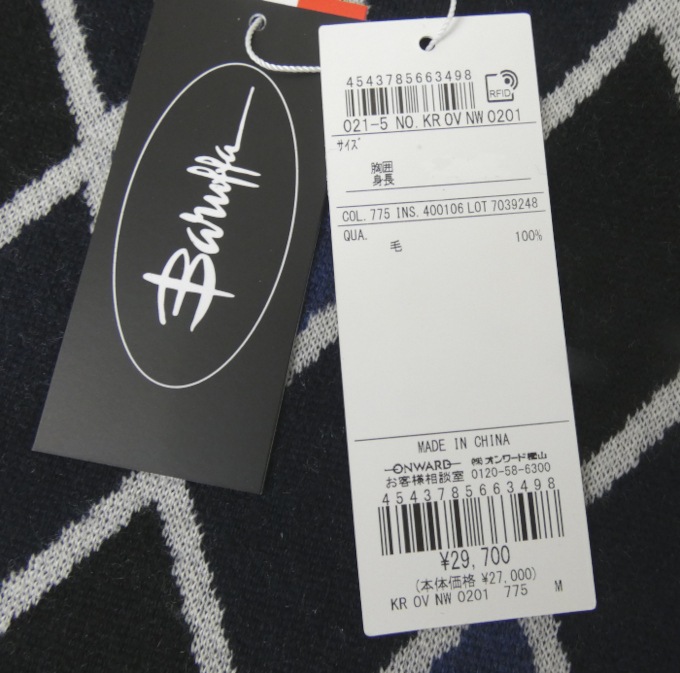 Baruffa
4543785663498
RFID
021-5 NO. KR OV NW 0201
サイズ
胸囲
身長
COL. 775 INS. 400106 LOT 7039248
QUA.
毛 100%
MADE IN CHINA
ONWARD ㈱オンワード樫山
お客様相談室 0120-58-6300
4543785663498
¥29,700
(本体価格 ¥27,000)
KR OV NW 0201 775 M